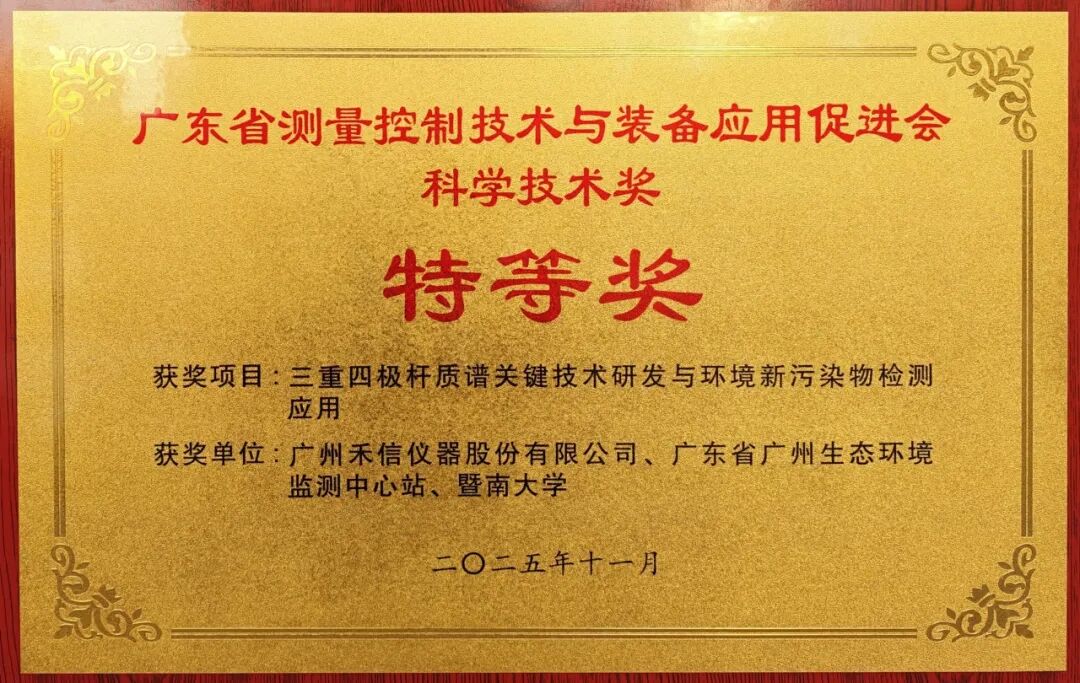 广东省测量控制技术与装备应用促进会
科学技术奖
特等奖
获奖项目:三重四极杆质谱关键技术研发与环境新污染物检测
应用
获奖单位:广州禾信仪器股份有限公司、广东省广州生态环境
监测中心站、暨南大学
二〇二五年十一月